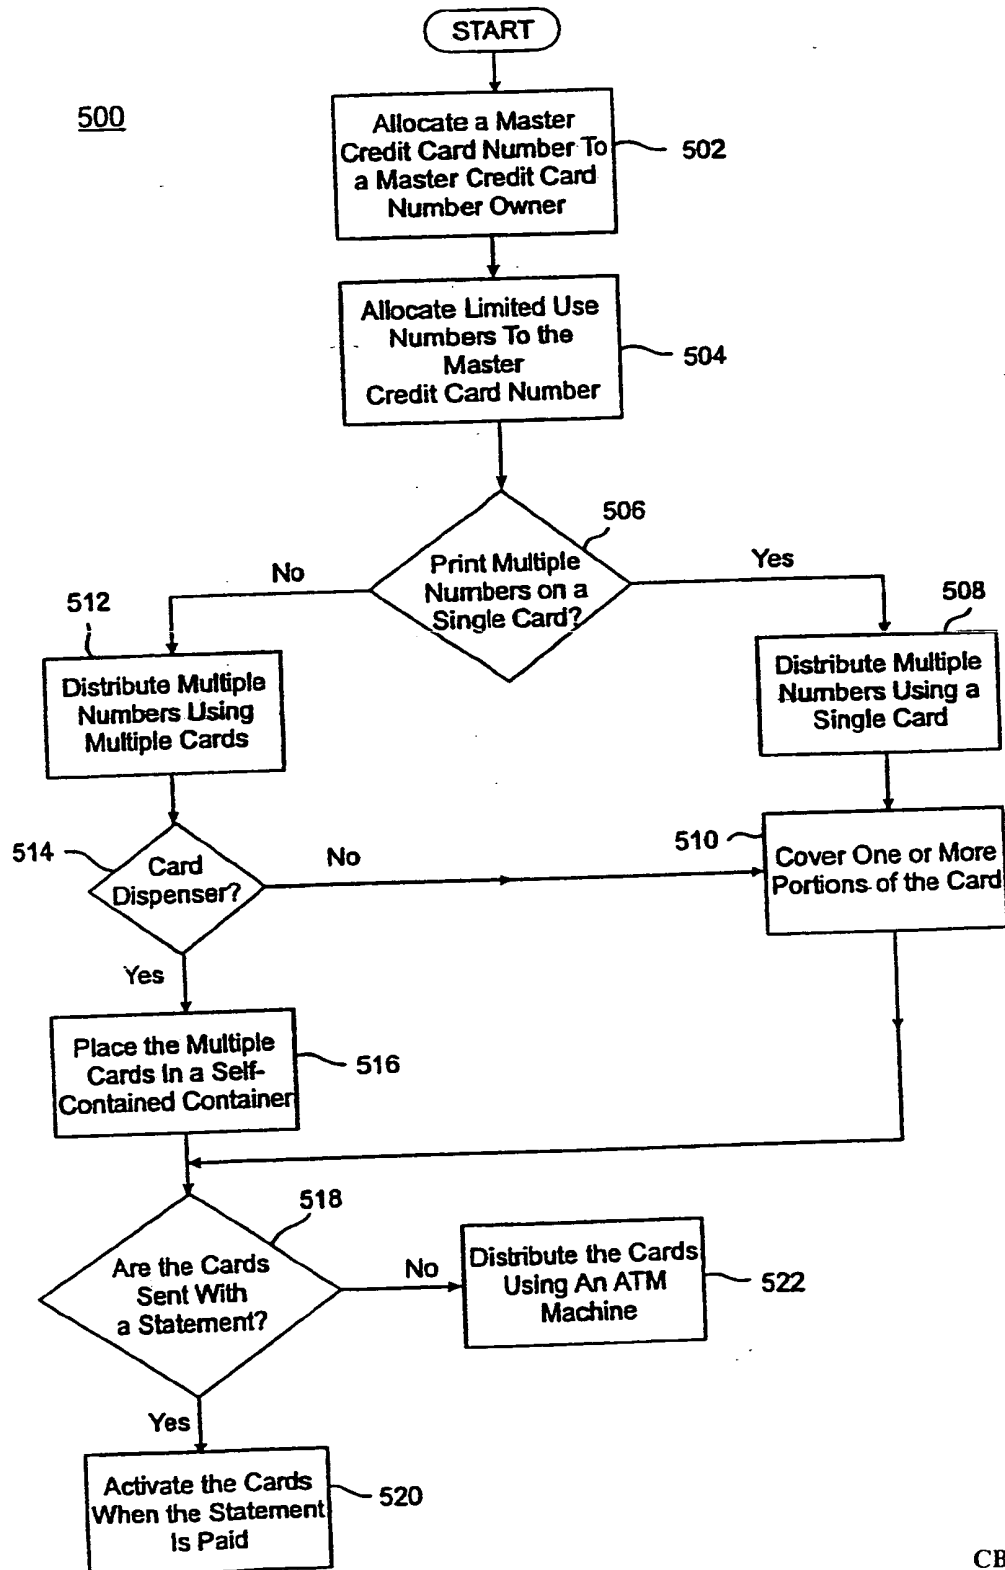 START
500
Allocate a Master
Credit Card Number To
a Master Credit Card
Number Owner
502
Allocate Limited Use
Numbers To the
Master
Credit Card Number
504
506
Print Multiple
Numbers on a
Single Card?
No
Yes
512
508
Distribute Multiple
Numbers Using
Multiple Cards
Distribute Multiple
Numbers Using a
Single Card
514
Card
Dispenser?
No
510
Cover One or More
Portions of the Card
Yes
Place the Multiple
Cards In a Self-
Contained Container
516
518
Are the Cards
Sent With
a Statement?
No
Distribute the Cards
Using An ATM
Machine
522
Yes
Activate the Cards
When the Statement
Is Paid
520
CB